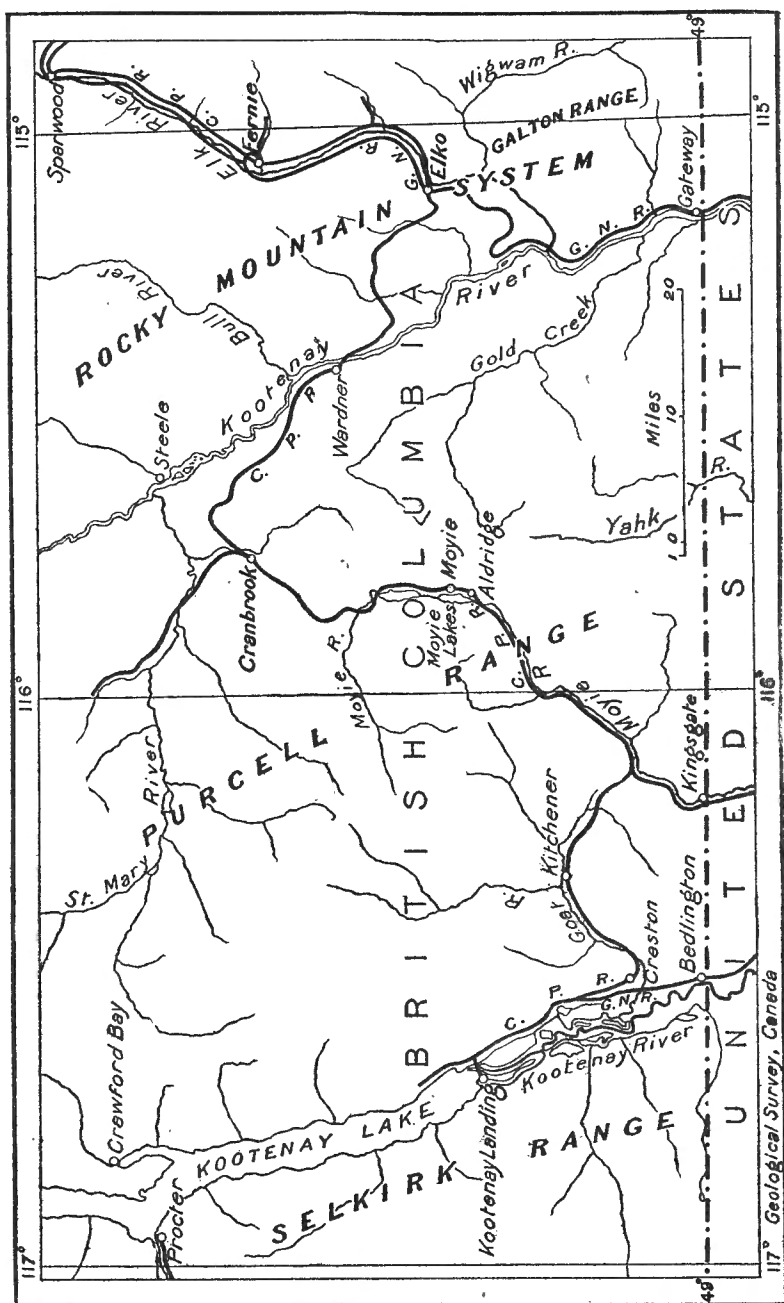 117°
116°
115°
Procter
Crawford Bay
St. Mary
River
Steele
Bull
River
Sparwood
Elk
River
C. P. R.
Fernie
KOOTENAY LAKE
SELKIRK
RANGE
PURCELL
RANGE
ROCKY
MOUNTAIN
SYSTEM
Cranbrook
C. P. R.
Kootenay
River
Wardner
G. N. R.
Elko
Wigwam R.
GALTON RANGE
BRITISH COLUMBIA
Moyie R.
Moyie
Lakes
Moyie
Aldridge
C. P. R.
R.
Gold Creek
G. N. R.
Gateway
Kootenay Landing
C. P. R.
G. N. R.
Kootenay River
Creston
Goat R.
Kitchener
Moyie
Kingsgate
Bedlington
Yahk R.
10
10
20
Miles
49°
49°
UNITED STATES
117°
116°
115°
Geological Survey, Canada